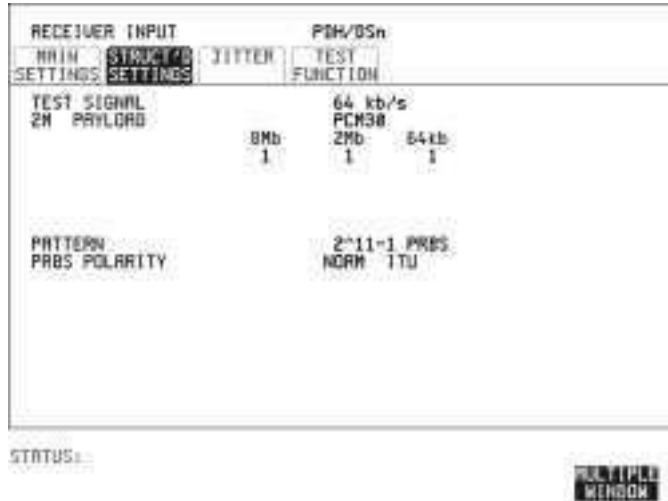 RECEIVER INPUT PDH/DSn
MAIN SETTINGS STRUCT'D SETTINGS JITTER TEST FUNCTION
TEST SIGNAL 64 kb/s
2M PAYLOAD PCM30
8Mb 2Mb 64kb
1 1 1
PATTERN 2^11-1 PRBS
PRBS POLARITY NORM ITU
STATUS:
MULTIPLE
WINDOW